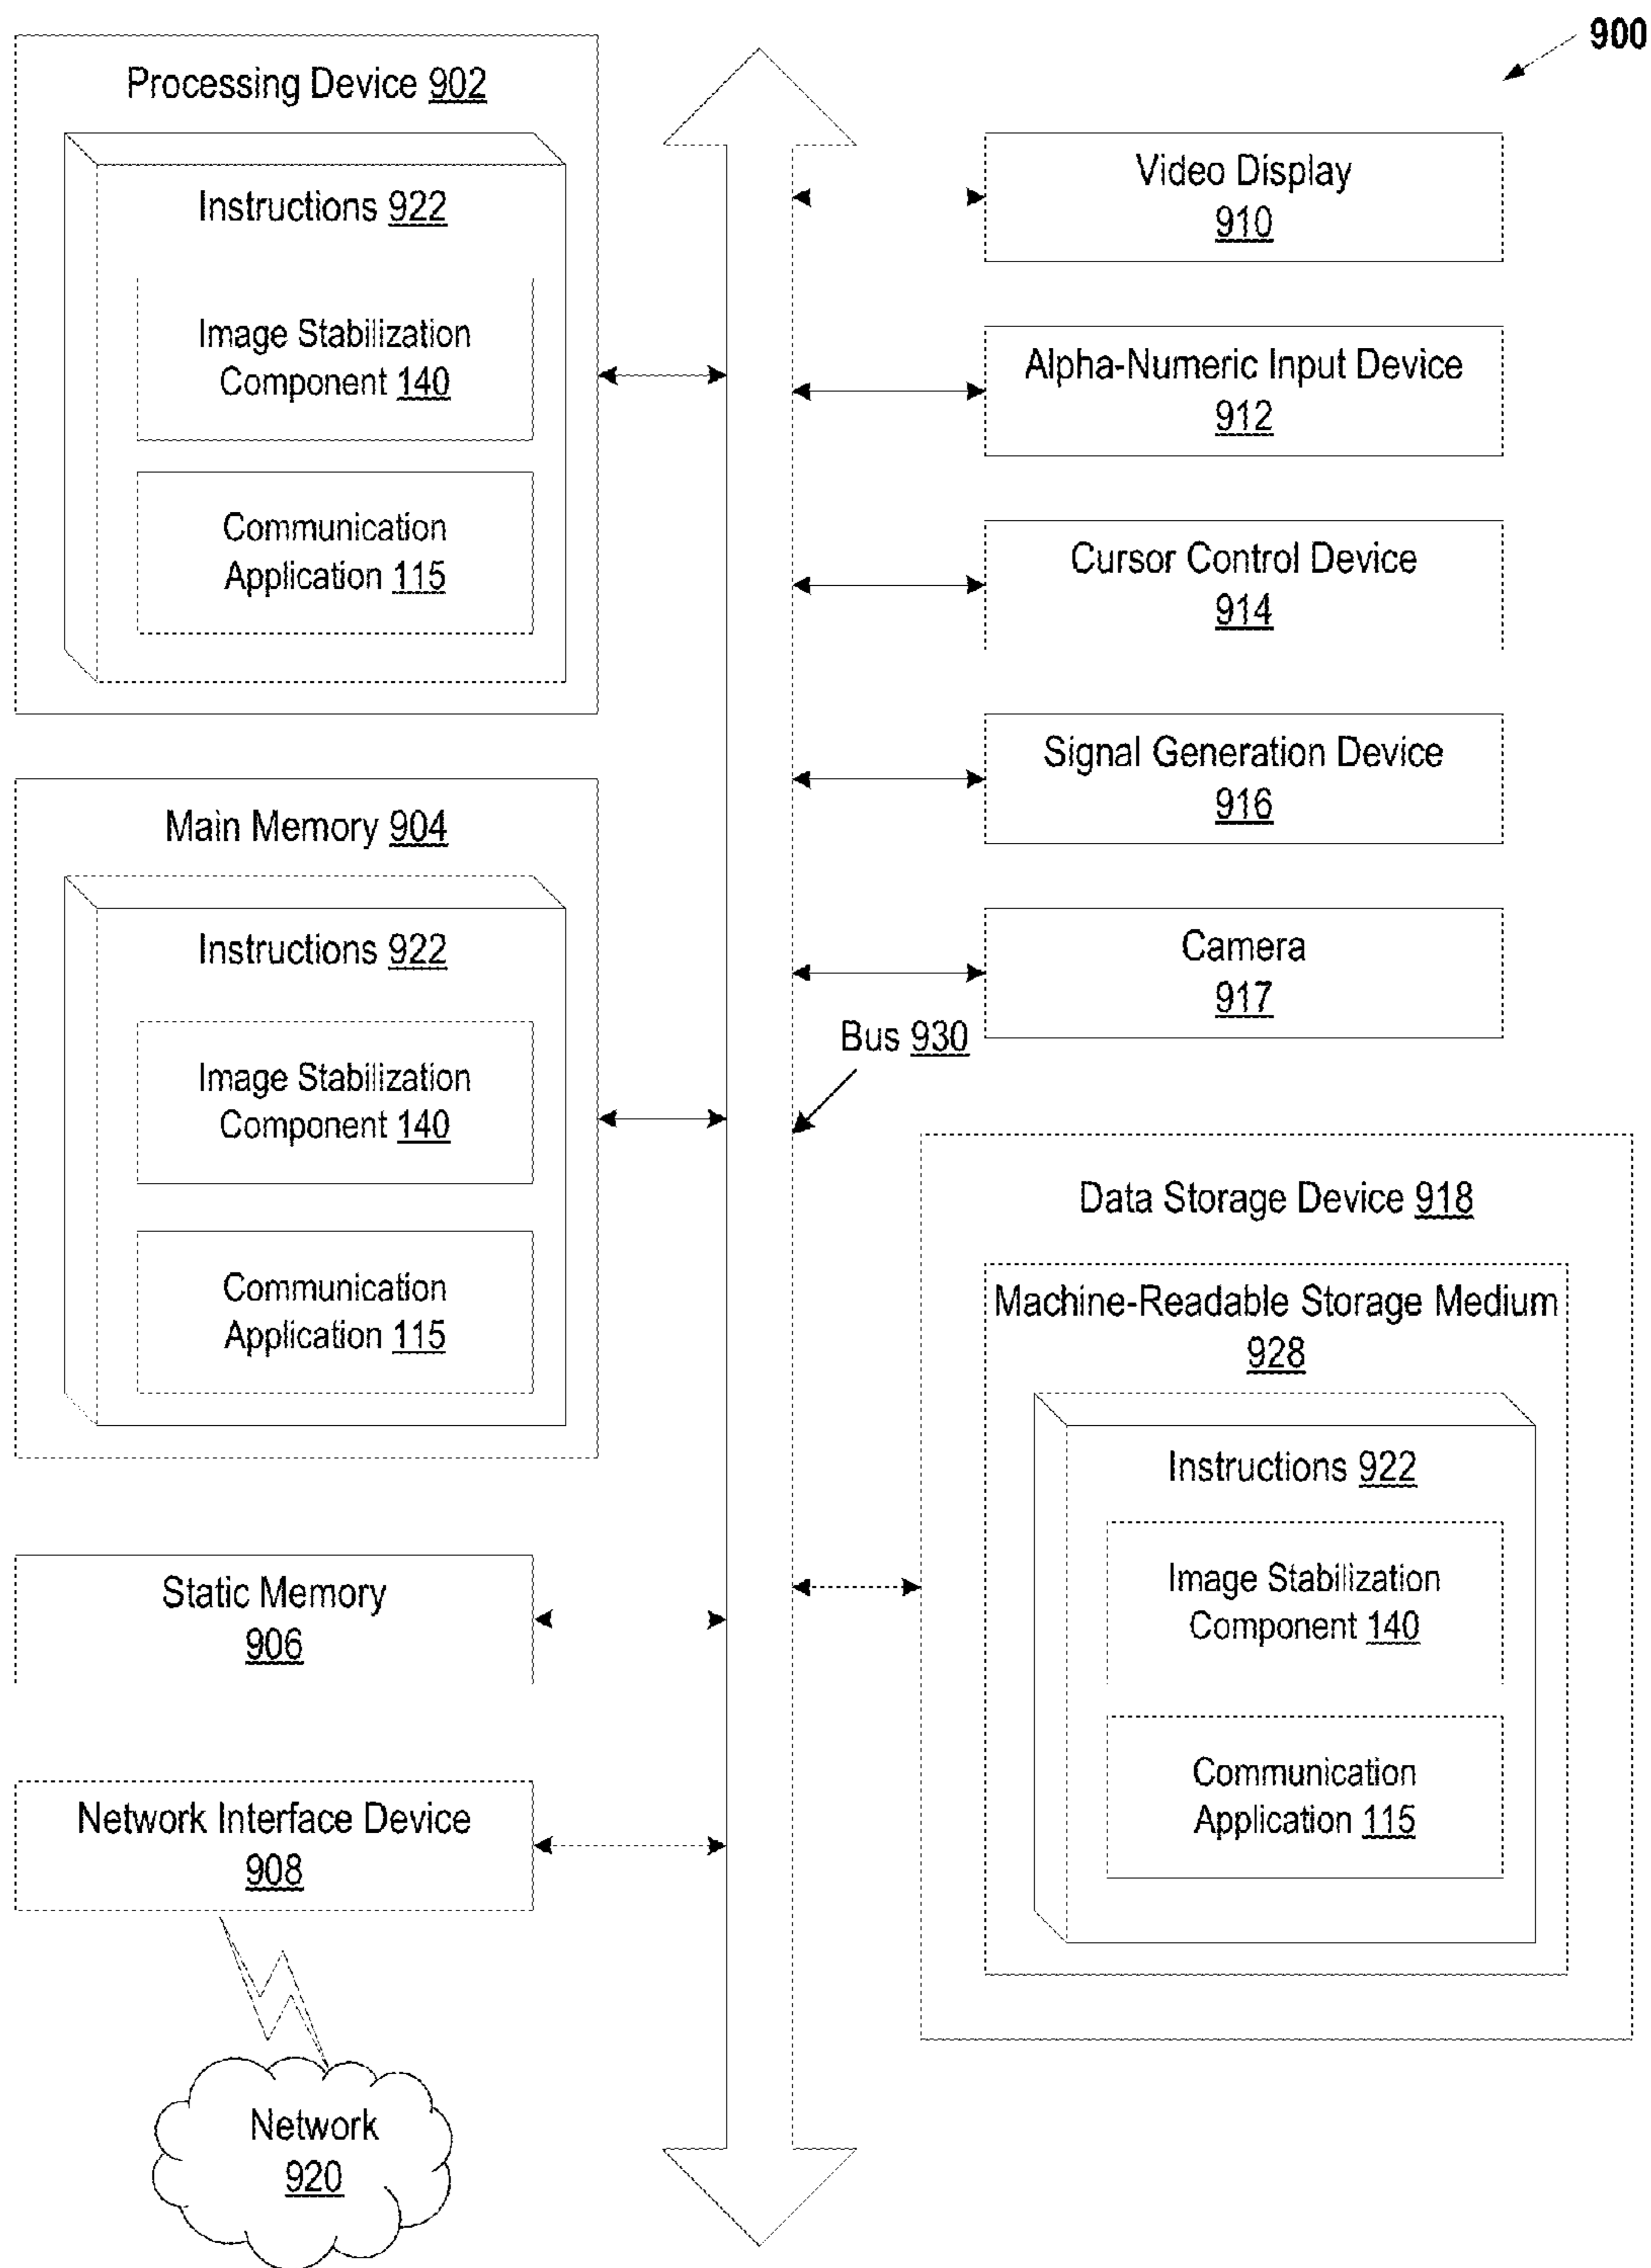 900
Processing Device 902
Instructions 922
Image Stabilization
Component 140
Communication
Application 115
Main Memory 904
Instructions 922
Image Stabilization
Component 140
Communication
Application 115
Static Memory
906
Network Interface Device
908
Network
920
Video Display
910
Alpha-Numeric Input Device
912
Cursor Control Device
914
Signal Generation Device
916
Camera
917
Bus 930
Data Storage Device 918
Machine-Readable Storage Medium
928
Instructions 922
Image Stabilization
Component 140
Communication
Application 115